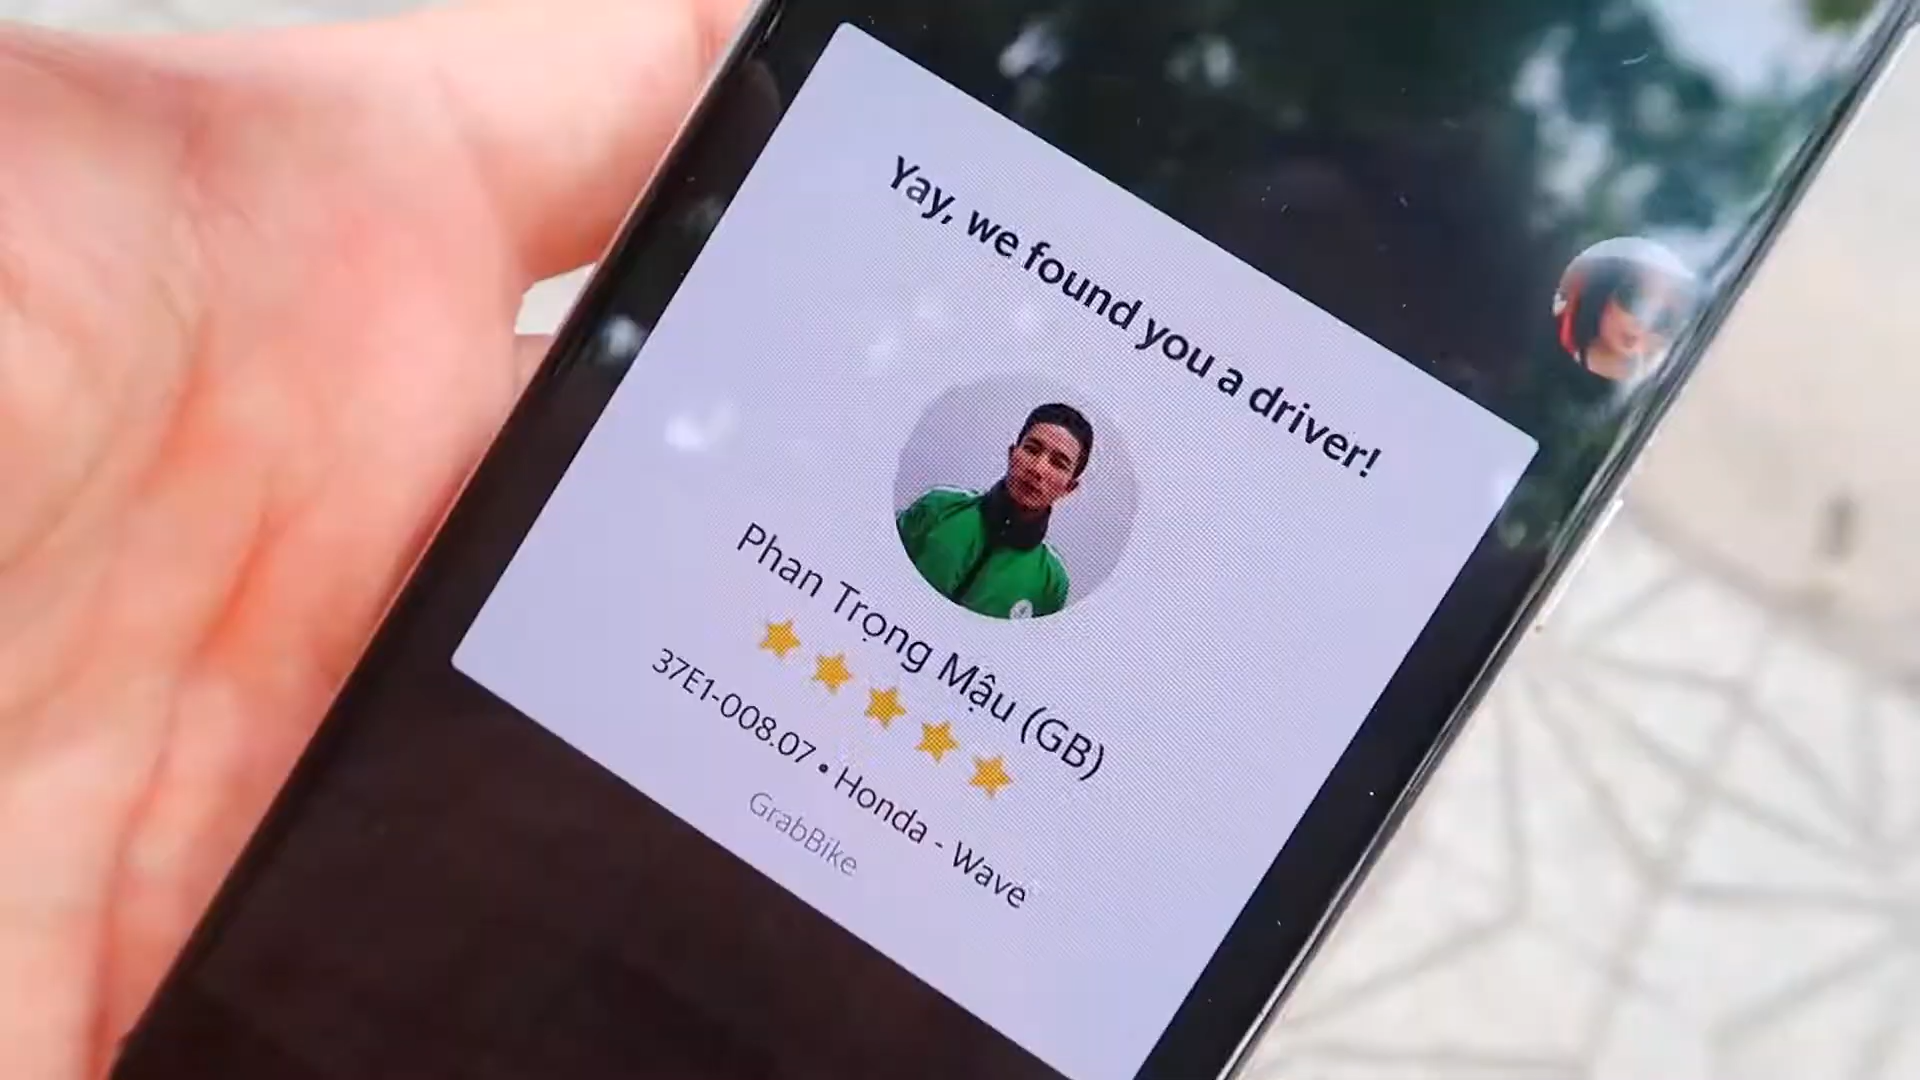 Yay, we found you a driver!
Phan Trọng Mậu (GB)
37E1-008.07 • Honda - Wave
GrabBike